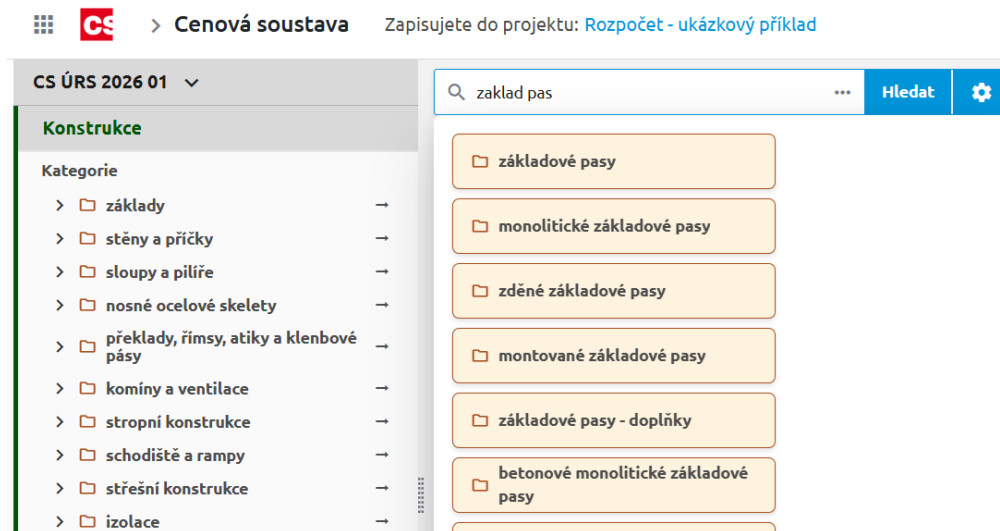 CS
Cenová soustava
Zapisujete do projektu: Rozpočet - ukázkový příklad
CS ÚRS 2026 01
Konstrukce
Kategorie
základy
stěny a příčky
sloupy a pilíře
nosné ocelové skelety
překlady, římsy, atiky a klenbové
pásy
komíny a ventilace
stropní konstrukce
schodiště a rampy
střešní konstrukce
izolace
zaklad pas
Hledat
základové pasy
monolitické základové pasy
zděné základové pasy
montované základové pasy
základové pasy - doplňky
betonové monolitické základové
pasy